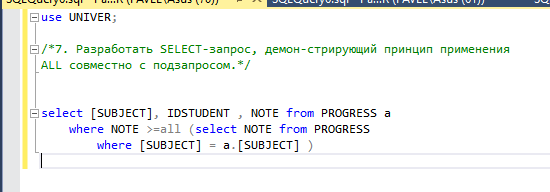 use UNIVER;
/*7. Разработать SELECT-запрос, демон-стрирующий принцип применения
ALL совместно с подзапросом.*/
select [SUBJECT], IDSTUDENT , NOTE from PROGRESS a
where NOTE >=all (select NOTE from PROGRESS
where [SUBJECT] = a.[SUBJECT] )